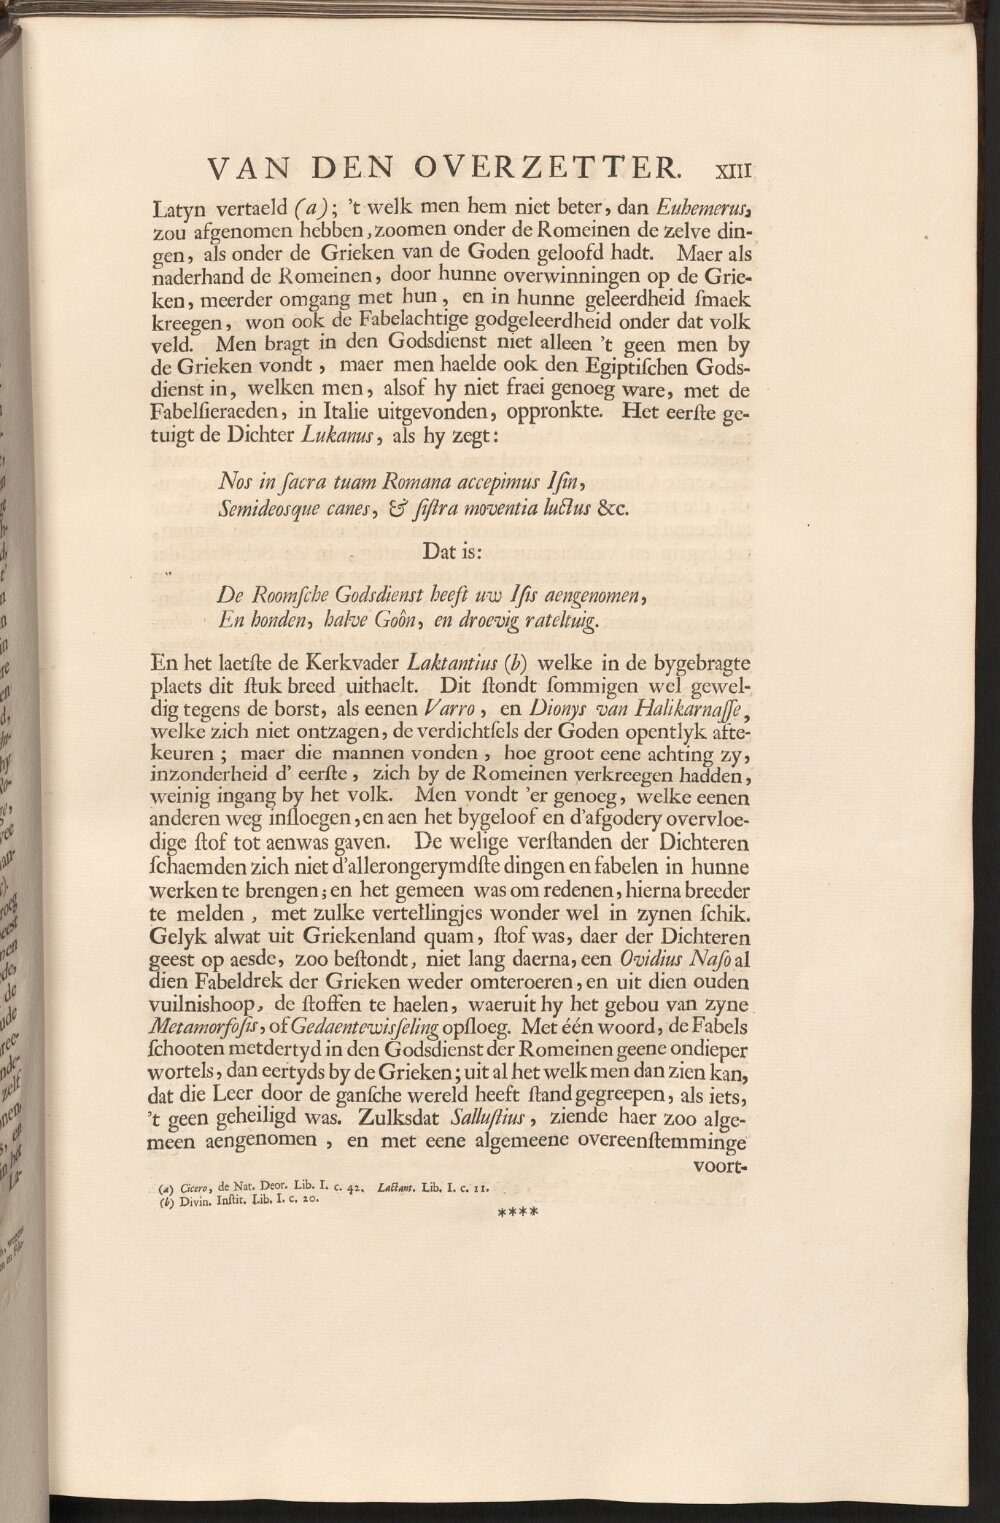 VAN DEN OVERZETTER. XIII
Latyn vertaeld (a); 't welk men hem niet beter, dan Euhemerus,
zou afgenomen hebben, zoomen onder de Romeinen de zelve din-
gen, als onder de Grieken van de Goden geloofd hadt. Maer als
naderhand de Romeinen, door hunne overwinningen op de Grie-
ken, meerder omgang met hun, en in hunne geleerdheid ſmaek
kreegen, won ook de Fabelachtige godgeleerdheid onder dat volk
veld. Men bragt in den Godsdienst niet alleen 't geen men by
de Grieken vondt, maer men haelde ook den Egiptiſchen Gods-
dienst in, welken men, alsof hy niet fraei genoeg ware, met de
Fabelſieraeden, in Italie uitgevonden, oppronkte. Het eerſte ge-
tuigt de Dichter Lukanus, als hy zegt:
Nos in ſacra tuam Romana accepimus Iſin,
Semideosque canes, & ſiſtra moventia luctus &c.
Dat is:
De Roomſche Godsdienst heeft uw Iſis aengenomen,
En honden, halve Goôn, en droevig rateltuig.
En het laetſte de Kerkvader Laktantius (b) welke in de bygebragte
plaets dit ſtuk breed uithaelt. Dit ſtondt ſommigen wel gewel-
dig tegens de borst, als eenen Varro, en Dionys van Halikarnaſſe,
welke zich niet ontzagen, de verdichtſels der Goden opentlyk afte-
keuren; maer die mannen vonden, hoe groot eene achting zy,
inzonderheid d' eerſte, zich by de Romeinen verkreegen hadden,
weinig ingang by het volk. Men vondt 'er genoeg, welke eenen
anderen weg inſloegen, en aen het bygeloof en d'afgodery overvloe-
dige ſtof tot aenwas gaven. De welige verſtanden der Dichteren
ſchaemden zich niet d'allerongerymdſte dingen en fabelen in hunne
werken te brengen; en het gemeen was om redenen, hierna breeder
te melden, met zulke vertellingjes wonder wel in zynen ſchik.
Gelyk alwat uit Griekenland quam, ſtof was, daer der Dichteren
geest op aesde, zoo beſtondt, niet lang daerna, een Ovidius Naſo al
dien Fabeldrek der Grieken weder omteroeren, en uit dien ouden
vuilnishoop, de ſtoffen te haelen, waeruit hy het gebou van zyne
Metamorfoſis, of Gedaentewisſeling opſloeg. Met één woord, de Fabels
ſchooten metdertyd in den Godsdienst der Romeinen geene ondieper
wortels, dan eertyds by de Grieken; uit al het welk men dan zien kan,
dat die Leer door de ganſche wereld heeft ſtand gegreepen, als iets,
't geen geheiligd was. Zulksdat Salluſtius, ziende haer zoo alge-
meen aengenomen, en met eene algemeene overeenſtemminge
voort-
(a) Cicero, de Nat. Deor. Lib. I. c. 42. Lactant. Lib. I. c. 11.
(b) Divin. Inſtit. Lib. I. c. 20.
****